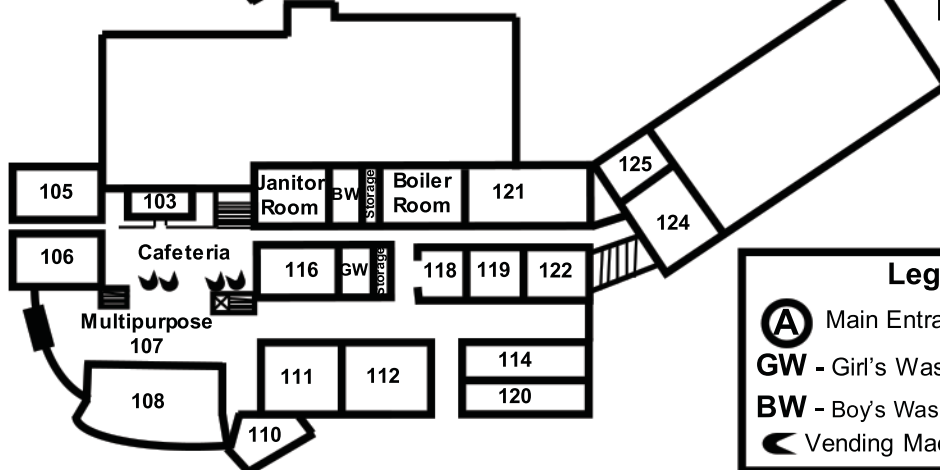 125
105
103
Janitor
Room
BW
Storage
Boiler
Room
121
124
106
Cafeteria
116
GW
Storage
118
119
122
Multipurpose
107
111
112
114
120
108
110
Leg
A Main Entra
GW - Girl's Was
BW - Boy's Was
Vending Ma